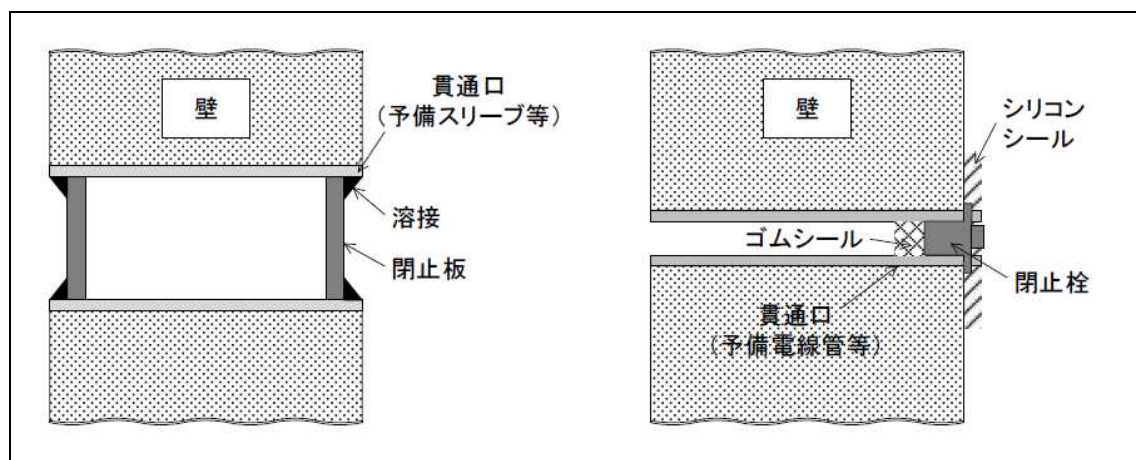 壁
貫通口
（予備スリーブ等）
溶接
閉止板
壁
シリコン
シール
ゴムシール
閉止栓
貫通口
（予備電線管等）